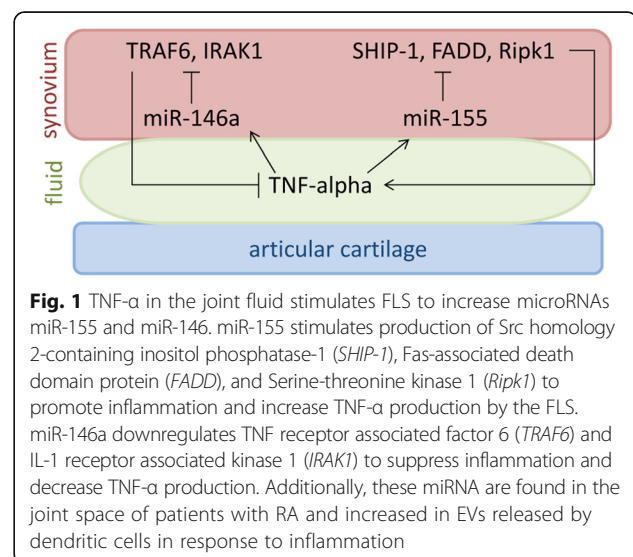 TRAF6, IRAK1 SHIP-1, FADD, Ripk1
synovium
miR-146a miR-155
fluid
TNF-alpha
articular cartilage
Fig. 1 TNF-α in the joint fluid stimulates FLS to increase microRNAs
miR-155 and miR-146. miR-155 stimulates production of Src homology
2-containing inositol phosphatase-1 (SHIP-1), Fas-associated death
domain protein (FADD), and Serine-threonine kinase 1 (Ripk1) to
promote inflammation and increase TNF-α production by the FLS.
miR-146a downregulates TNF receptor associated factor 6 (TRAF6) and
IL-1 receptor associated kinase 1 (IRAK1) to suppress inflammation and
decrease TNF-α production. Additionally, these miRNA are found in the
joint space of patients with RA and increased in EVs released by
dendritic cells in response to inflammation